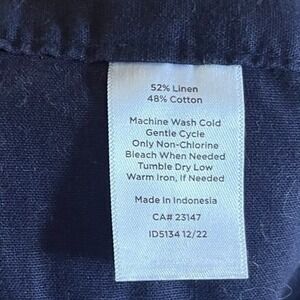 52% Linen
48% Cotton
Machine Wash Cold
Gentle Cycle
Only Non-Chlorine
Bleach When Needed
Tumble Dry Low
Warm Iron, If Needed
Made in Indonesia
CA# 23147
ID5134 12/22